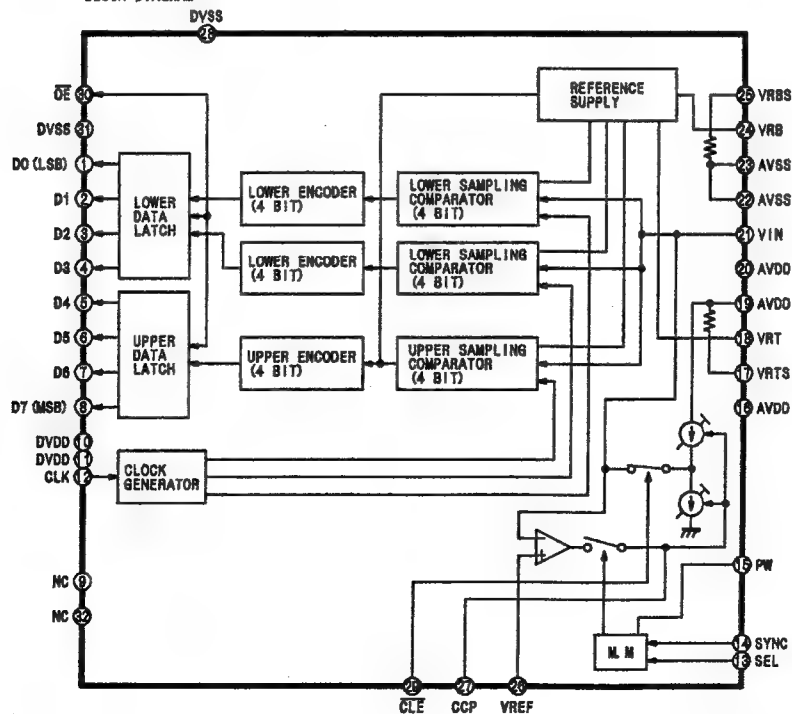 DVSS
28
OE 30
DVSS 31
D0 (LSB) 1
D1 2
D2 3
D3 4
D4 5
D5 6
D6 7
D7 (MSB) 8
DVDD 10
DVDD 11
CLK 12
NC 9
NC 32
LOWER
DATA
LATCH
UPPER
DATA
LATCH
CLOCK
GENERATOR
LOWER ENCODER
(4 BIT)
LOWER ENCODER
(4 BIT)
UPPER ENCODER
(4 BIT)
LOWER SAMPLING
COMPARATOR
(4 BIT)
LOWER SAMPLING
COMPARATOR
(4 BIT)
UPPER SAMPLING
COMPARATOR
(4 BIT)
REFERENCE
SUPPLY
25 VRBS
24 VRB
23 AVSS
22 AVSS
21 VIN
20 AVDD
19 AVDD
18 VRT
17 VRTS
16 AVDD
15 PW
14 SYNC
13 SEL
M.M
29 27 26
CLE CCP VREF